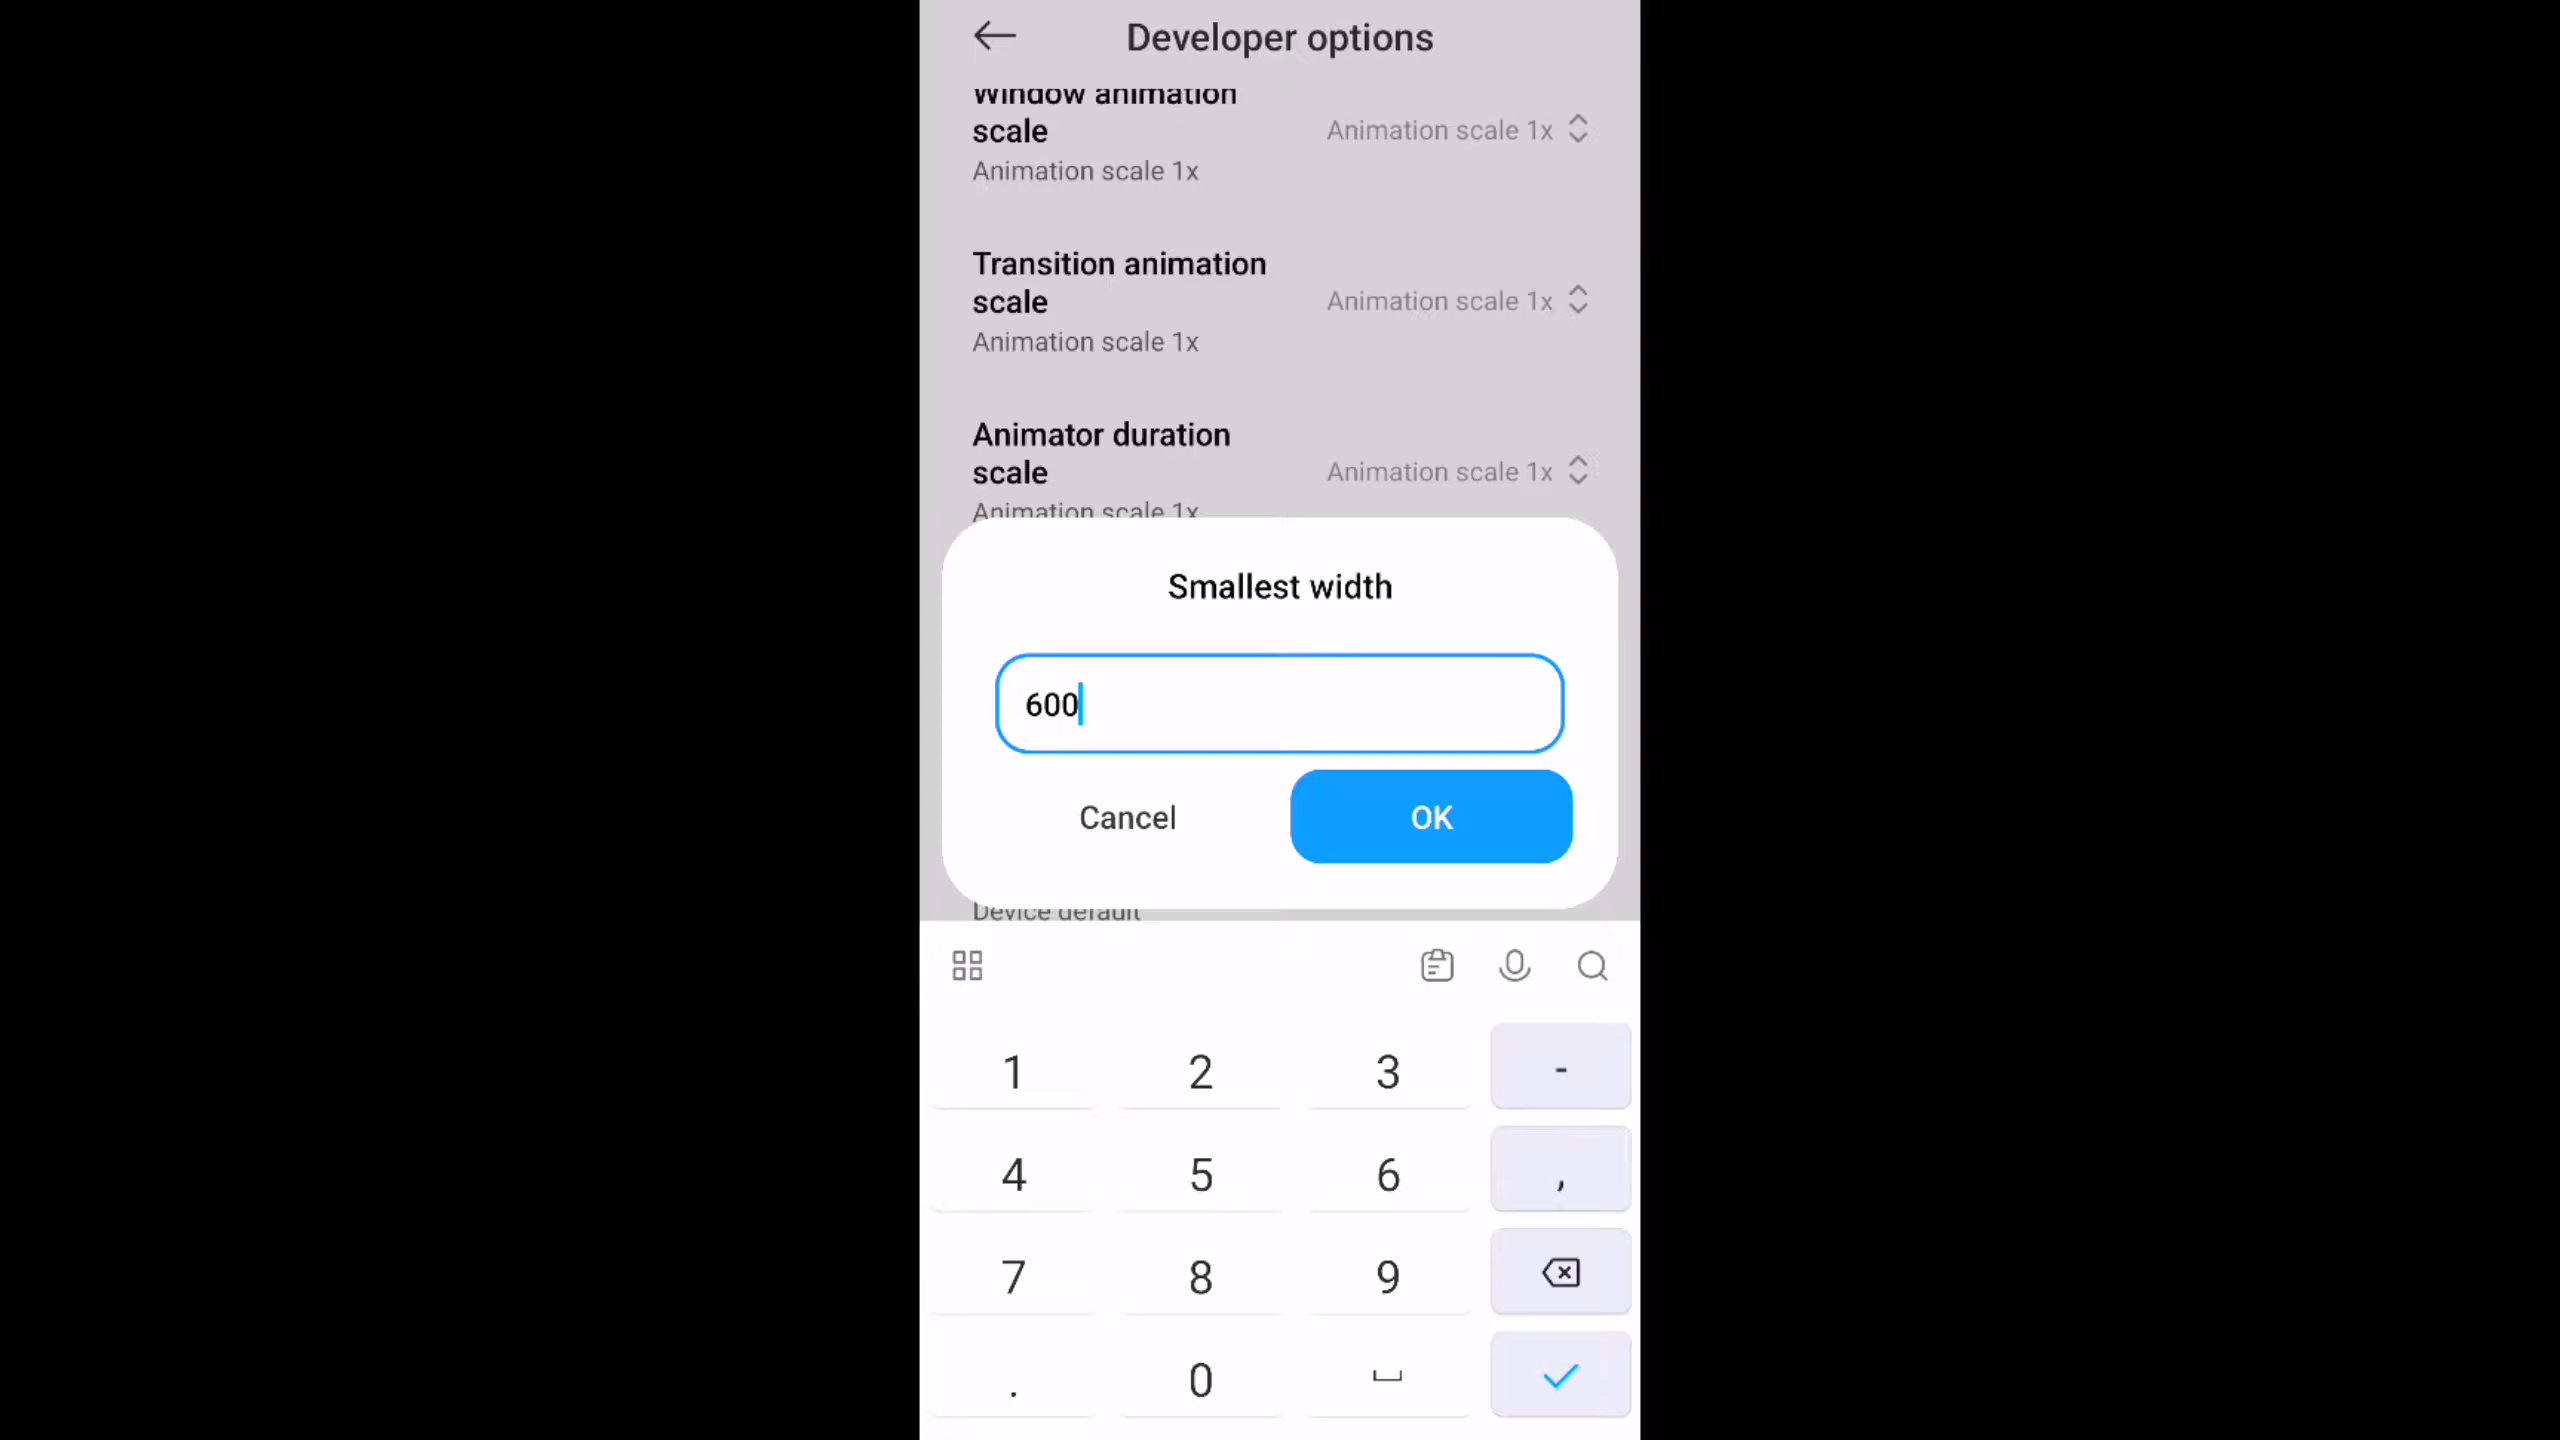 Developer options
Window animation
scale
Animation scale 1x
Animation scale 1x
Transition animation
scale
Animation scale 1x
Animation scale 1x
Animator duration
scale
Animation scale 1x
Animation scale 1x
Smallest width
600
Cancel
OK
Device default
1
2
3
-
4
5
6
,
7
8
9
.
0